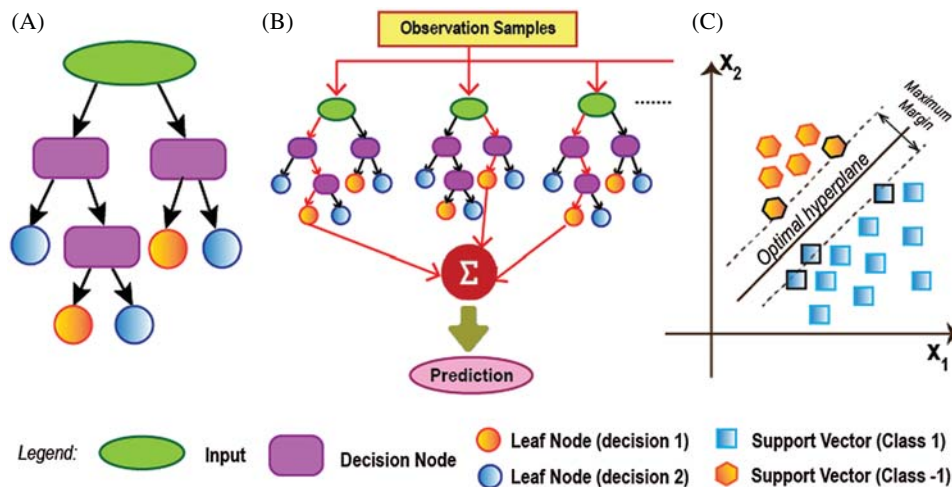 (A)
(B)
(C)
Observation Samples
........
Σ
Prediction
X2
Maximum
Margin
Optimal hyperplane
X1
Legend:
Input
Decision Node
Leaf Node (decision 1)
Leaf Node (decision 2)
Support Vector (Class 1)
Support Vector (Class -1)